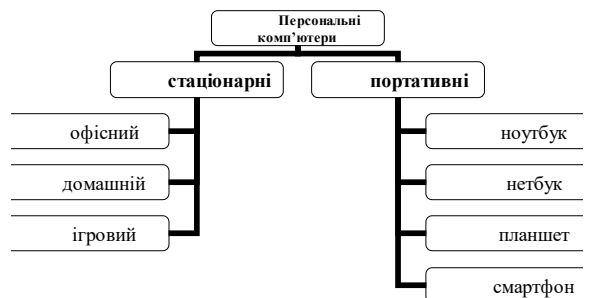 Персональні
комп’ютери
стаціонарні
портативні
офісний
домашній
ігровий
ноутбук
нетбук
планшет
смартфон